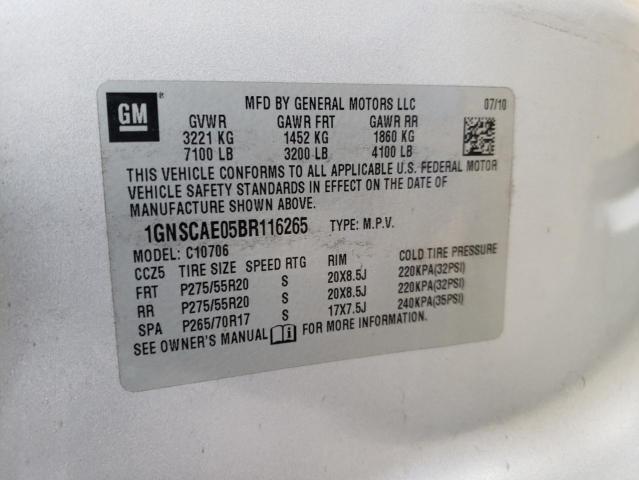 GM
®
MFD BY GENERAL MOTORS LLC 07/10
GVWR GAWR FRT GAWR RR
3221 KG 1452 KG 1860 KG
7100 LB 3200 LB 4100 LB
THIS VEHICLE CONFORMS TO ALL APPLICABLE U.S. FEDERAL MOTOR
VEHICLE SAFETY STANDARDS IN EFFECT ON THE DATE OF
MANUFACTURE SHOWN ABOVE.
1GNSCAE05BR116265 TYPE: M.P.V.
MODEL: C10706
CCZ5 TIRE SIZE SPEED RTG RIM COLD TIRE PRESSURE
FRT P275/55R20 S 20X8.5J 220KPA(32PSI)
RR P275/55R20 S 20X8.5J 220KPA(32PSI)
SPA P265/70R17 S 17X7.5J 240KPA(35PSI)
SEE OWNER'S MANUAL FOR MORE INFORMATION.